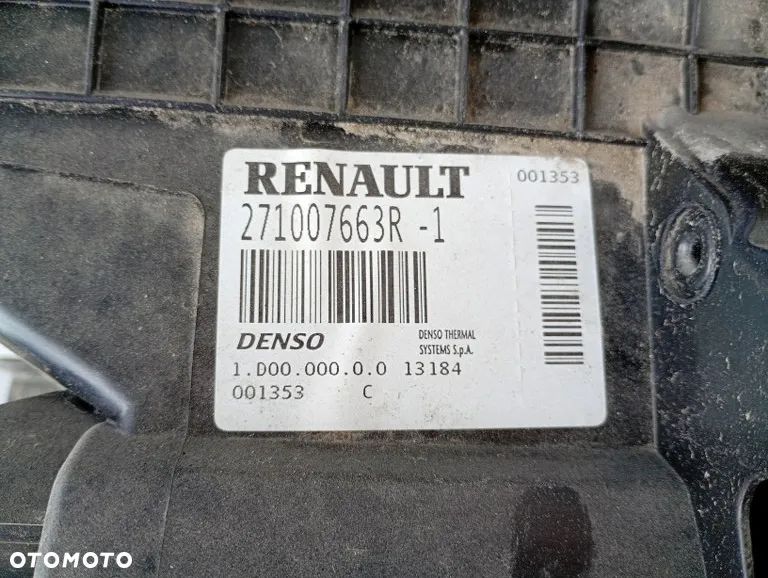 RENAULT
001353
271007663R -1
DENSO
DENSO THERMAL
SYSTEMS S.p.A.
1.D00.000.0.0 13184
001353 C
OTOMOTO